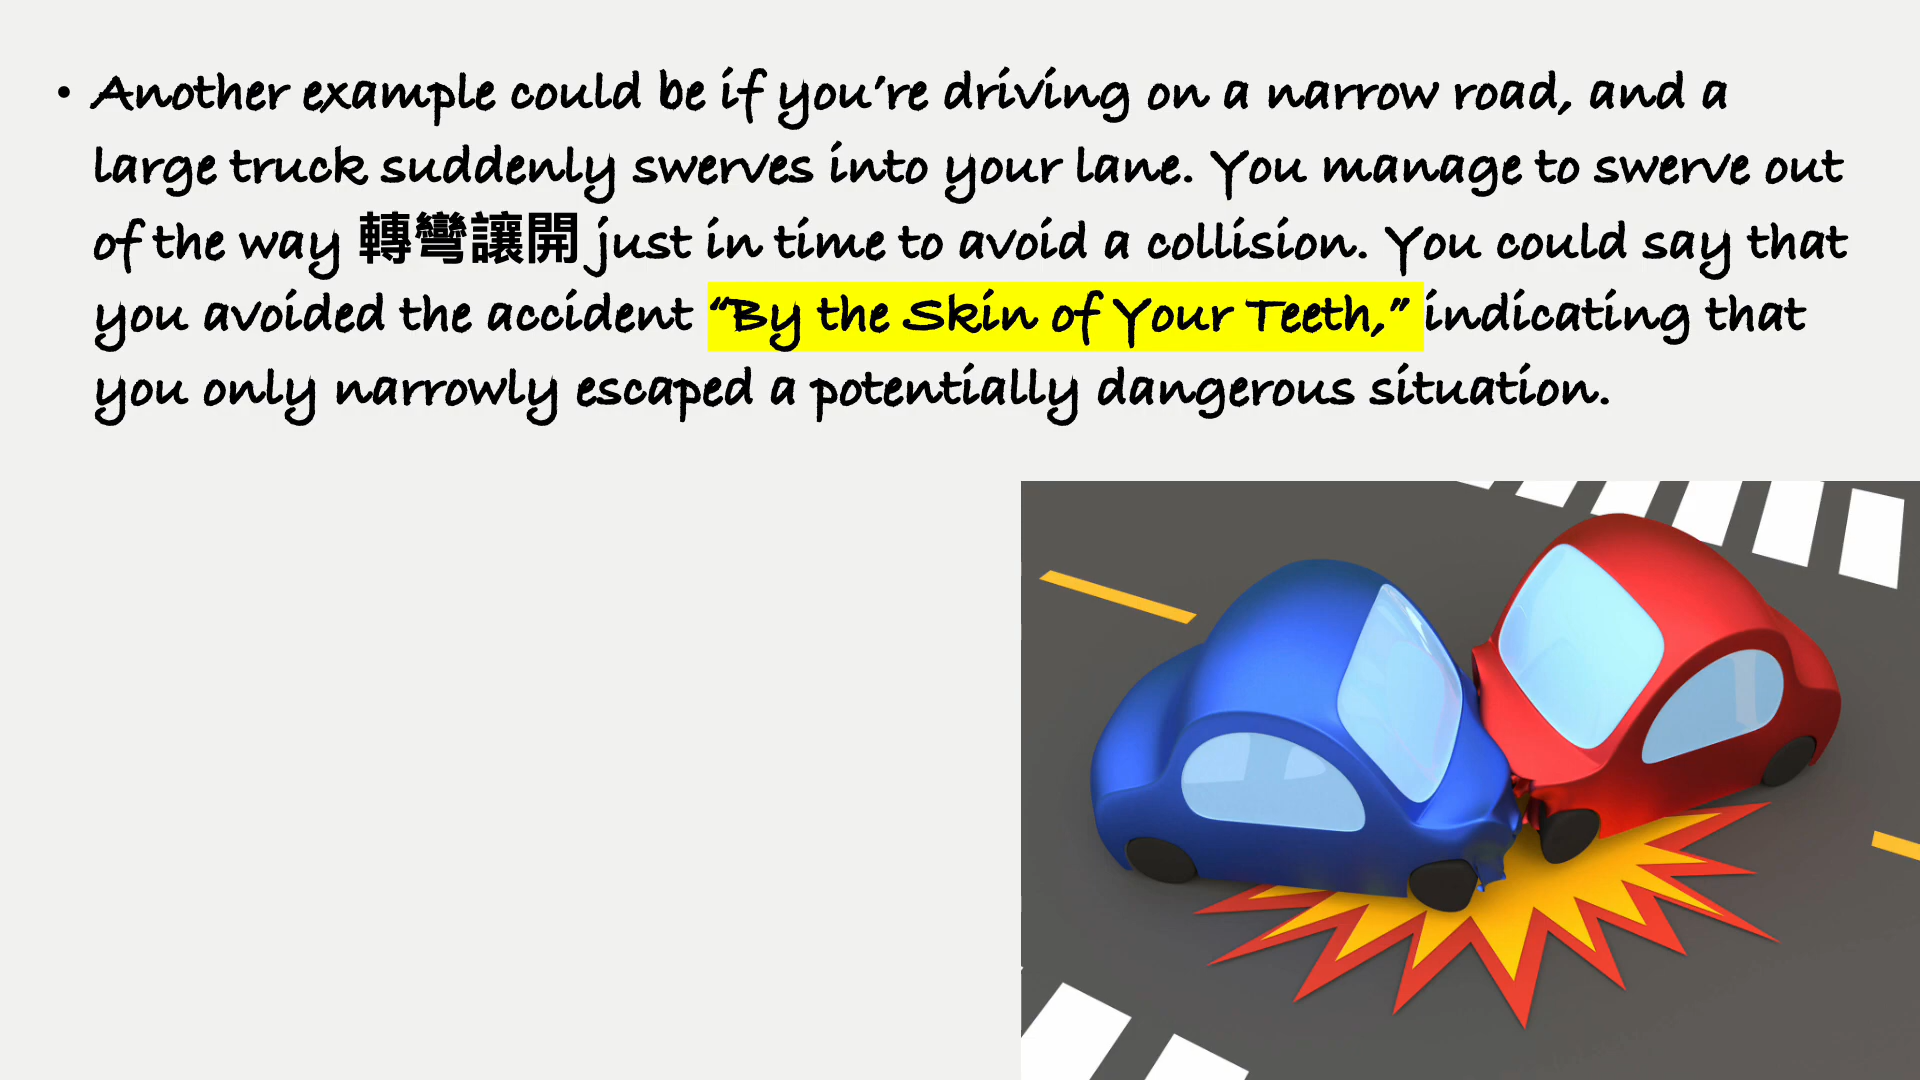 • Another example could be if you’re driving on a narrow road, and a
large truck suddenly swerves into your lane. You manage to swerve out
of the way 轉彎讓開 just in time to avoid a collision. You could say that
you avoided the accident “By the Skin of Your Teeth,” indicating that
you only narrowly escaped a potentially dangerous situation.